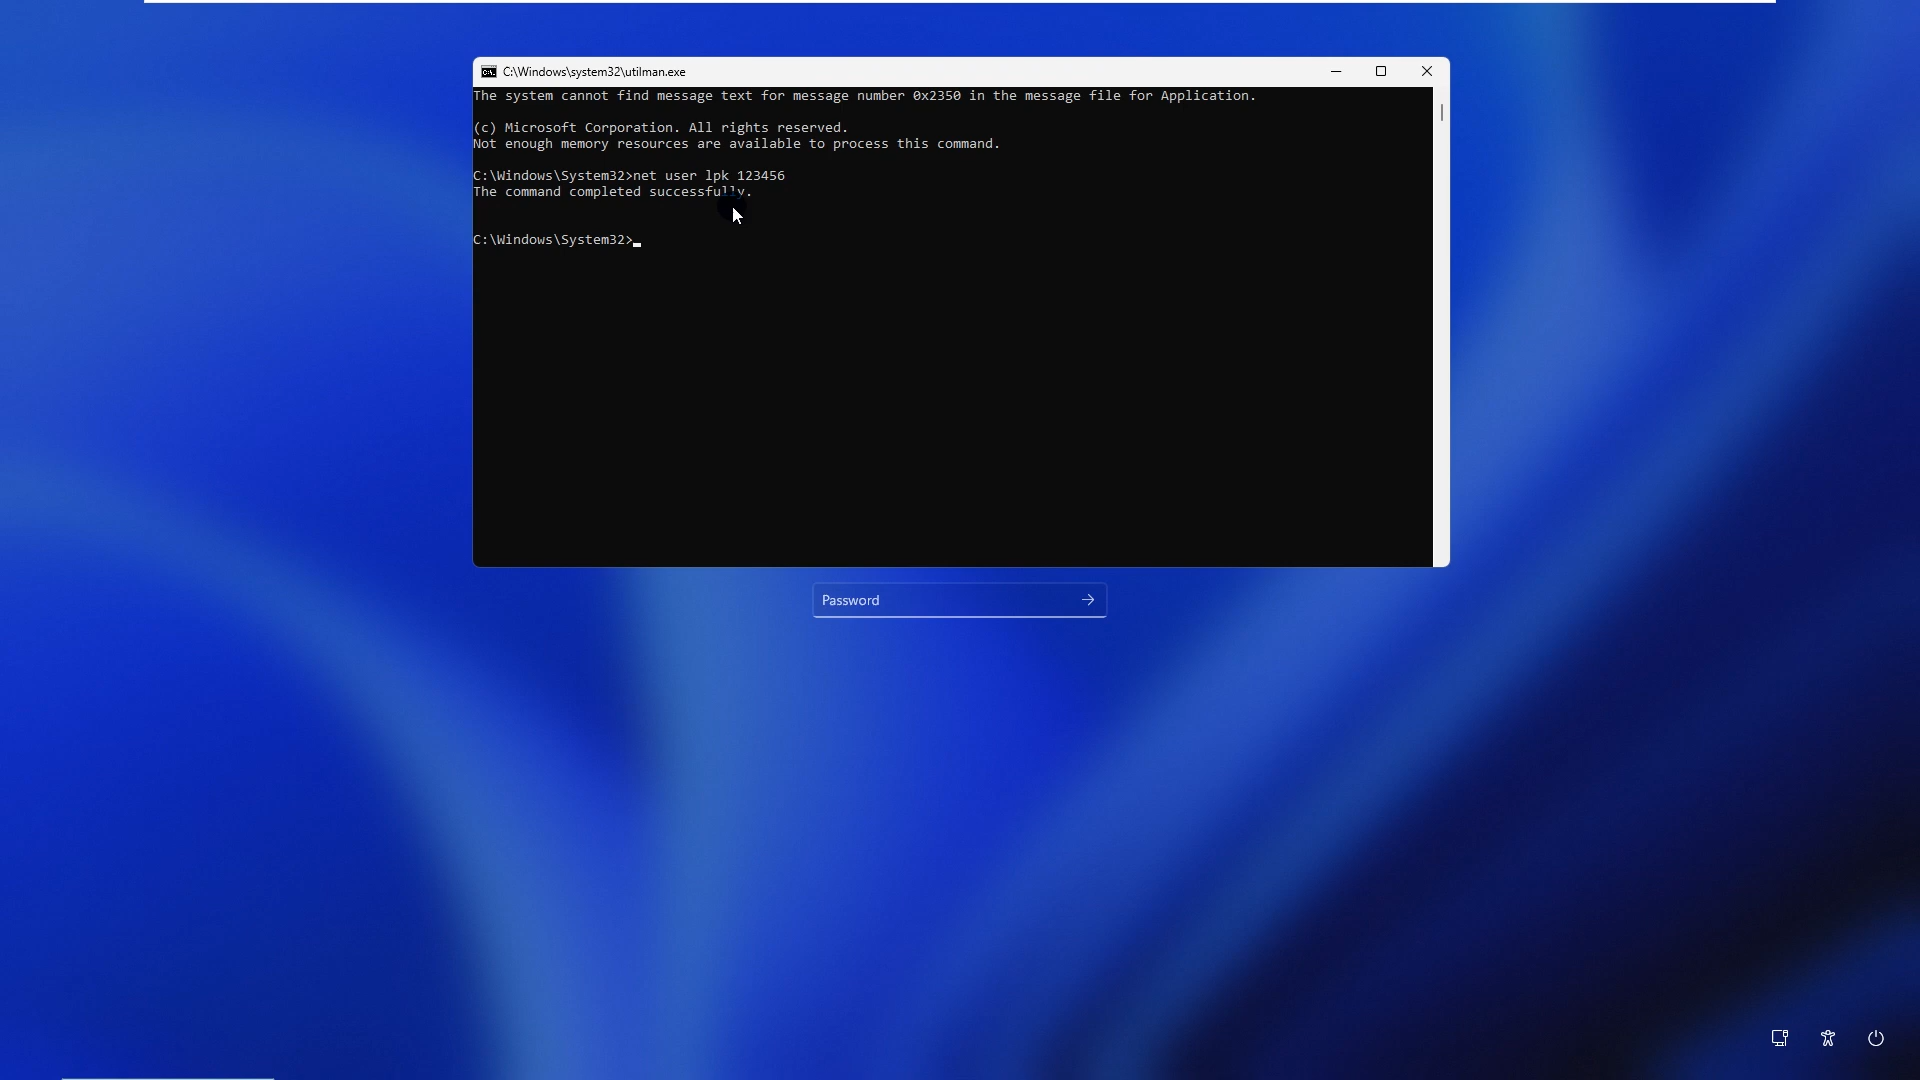 C:\Windows\system32\utilman.exe
The system cannot find message text for message number 0x2350 in the message file for Application.
(c) Microsoft Corporation. All rights reserved.
Not enough memory resources are available to process this command.
C:\Windows\System32>net user lpk 123456
The command completed successfully.
C:\Windows\System32>
Password